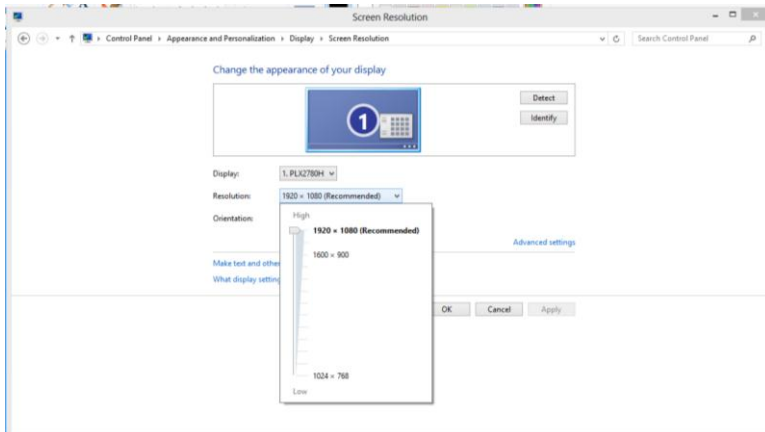 Screen Resolution
Control Panel › Appearance and Personalization › Display › Screen Resolution
Search Control Panel
Change the appearance of your display
1
Detect
Identify
Display: 1. PLX2780H
Resolution: 1920 × 1080 (Recommended)
Orientation:
High
1920 × 1080 (Recommended)
Advanced settings
1600 × 900
Make text and other
What display setting
OK Cancel Apply
1024 × 768
Low